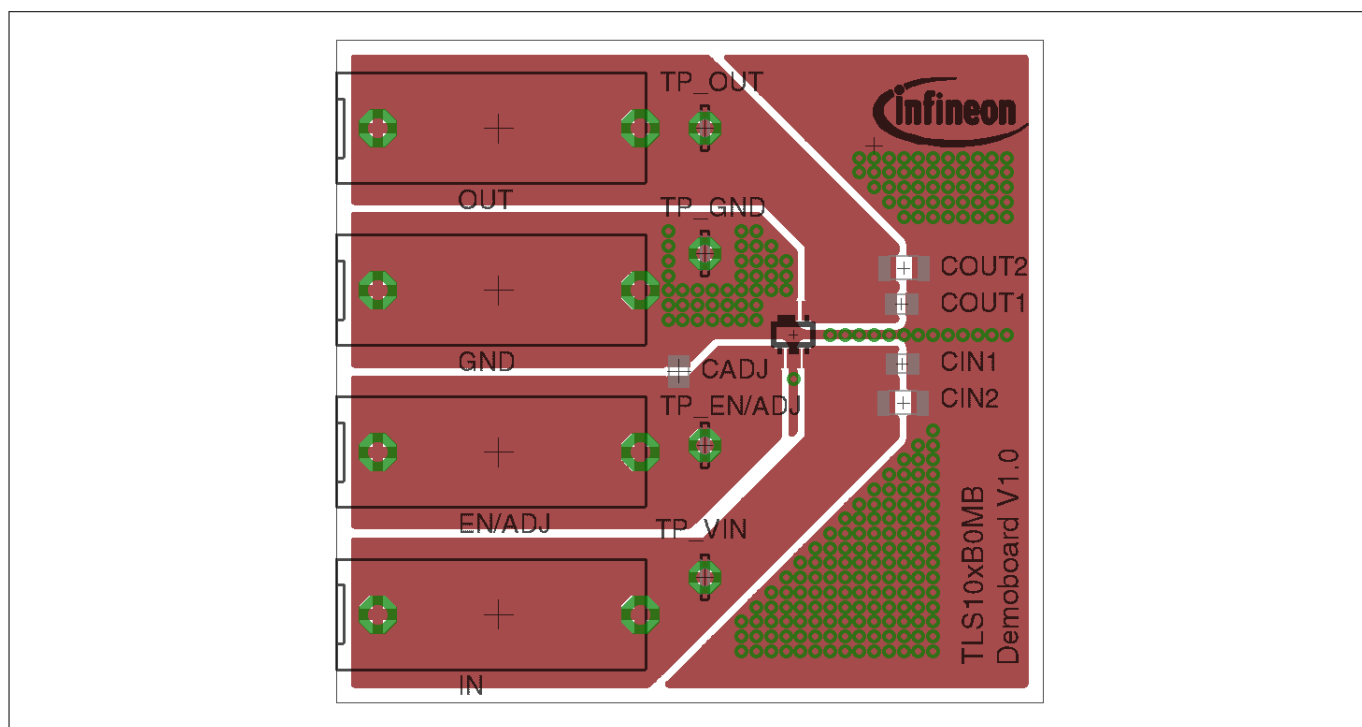 TP_OUT
infineon
OUT
TP_GND
COUT2
COUT1
GND
CADJ
CIN1
TP_EN/ADJ
CIN2
EN/ADJ
TP_VIN
IN
TLS10xB0MB
Demoboard V1.0